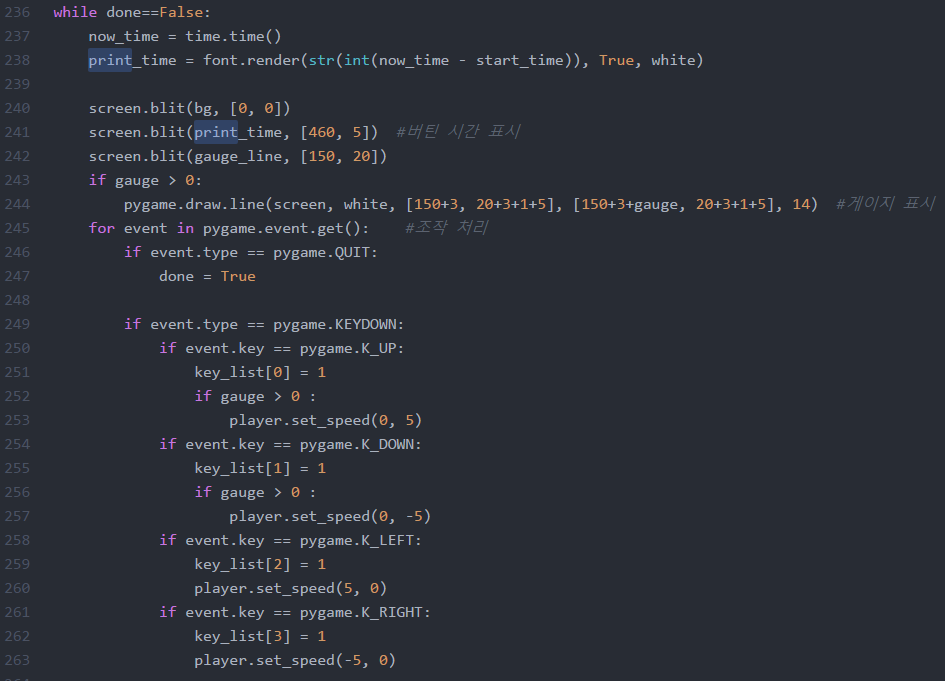 236 while done==False:
237     now_time = time.time()
238     print_time = font.render(str(int(now_time - start_time)), True, white)
239
240     screen.blit(bg, [0, 0])
241     screen.blit(print_time, [460, 5])  #버틴 시간 표시
242     screen.blit(gauge_line, [150, 20])
243     if gauge > 0:
244         pygame.draw.line(screen, white, [150+3, 20+3+1+5], [150+3+gauge, 20+3+1+5], 14)  #게이지 표시
245     for event in pygame.event.get():    #조작 처리
246         if event.type == pygame.QUIT:
247             done = True
248
249         if event.type == pygame.KEYDOWN:
250             if event.key == pygame.K_UP:
251                 key_list[0] = 1
252                 if gauge > 0 :
253                     player.set_speed(0, 5)
254             if event.key == pygame.K_DOWN:
255                 key_list[1] = 1
256                 if gauge > 0 :
257                     player.set_speed(0, -5)
258             if event.key == pygame.K_LEFT:
259                 key_list[2] = 1
260                 player.set_speed(5, 0)
261             if event.key == pygame.K_RIGHT:
262                 key_list[3] = 1
263                 player.set_speed(-5, 0)